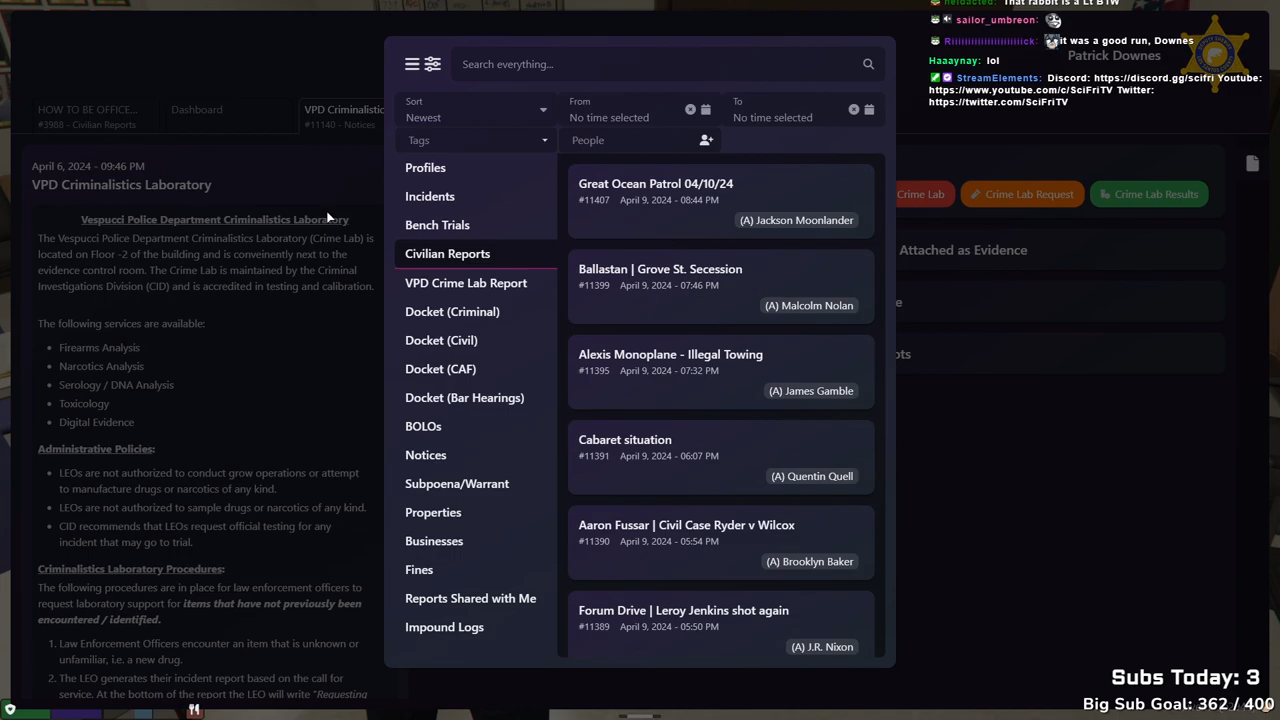 neidacted: That rabbit is a Lt BTW
sailor_umbreon:
Riiiiiiiiiiiiiiiiiiick: It was a good run, Downes
Patrick Downes
Haaaynay: lol
StreamElements: Discord: https://discord.gg/scifri Youtube:
https://www.youtube.com/c/SciFriTV Twitter:
https://twitter.com/SciFriTV
HOW TO BE OFFICE...
#3988 - Civilian Reports
Dashboard
VPD Criminalistic
#11140 - Notices
April 6, 2024 - 09:46 PM
VPD Criminalistics Laboratory
Vespucci Police Department Criminalistics Laboratory
The Vespucci Police Department Criminalistics Laboratory (Crime Lab) is
located on Floor -2 of the building and is conveinently next to the
evidence control room. The Crime Lab is maintained by the Criminal
Investigations Division (CID) and is accredited in testing and calibration.
The following services are available:
Firearms Analysis
Narcotics Analysis
Serology / DNA Analysis
Toxicology
Digital Evidence
Administrative Policies:
LEOs are not authorized to conduct grow operations or attempt
to manufacture drugs or narcotics of any kind.
LEOs are not authorized to sample drugs or narcotics of any kind.
CID recommends that LEOs request official testing for any
incident that may go to trial.
Criminalistics Laboratory Procedures:
The following procedures are in place for law enforcement officers to
request laboratory support for items that have not previously been
encountered / identified.
1. Law Enforcement Officers encounter an item that is unknown or
unfamiliar, i.e. a new drug.
2. The LEO generates their incident report based on the call for
service. At the bottom of the report the LEO will write "Requesting
Search everything...
Sort
Newest
From
No time selected
To
No time selected
Tags
People
Profiles
Incidents
Bench Trials
Civilian Reports
VPD Crime Lab Report
Docket (Criminal)
Docket (Civil)
Docket (CAF)
Docket (Bar Hearings)
BOLOs
Notices
Subpoena/Warrant
Properties
Businesses
Fines
Reports Shared with Me
Impound Logs
Great Ocean Patrol 04/10/24
#11407 April 9, 2024 - 08:44 PM
(A) Jackson Moonlander
Ballastan | Grove St. Secession
#11399 April 9, 2024 - 07:46 PM
(A) Malcolm Nolan
Alexis Monoplane - Illegal Towing
#11395 April 9, 2024 - 07:32 PM
(A) James Gamble
Cabaret situation
#11391 April 9, 2024 - 06:07 PM
(A) Quentin Quell
Aaron Fussar | Civil Case Ryder v Wilcox
#11390 April 9, 2024 - 05:54 PM
(A) Brooklyn Baker
Forum Drive | Leroy Jenkins shot again
#11389 April 9, 2024 - 05:50 PM
(A) J.R. Nixon
Crime Lab
Crime Lab Request
Crime Lab Results
Attached as Evidence
Subs Today: 3
Big Sub Goal: 362 / 400